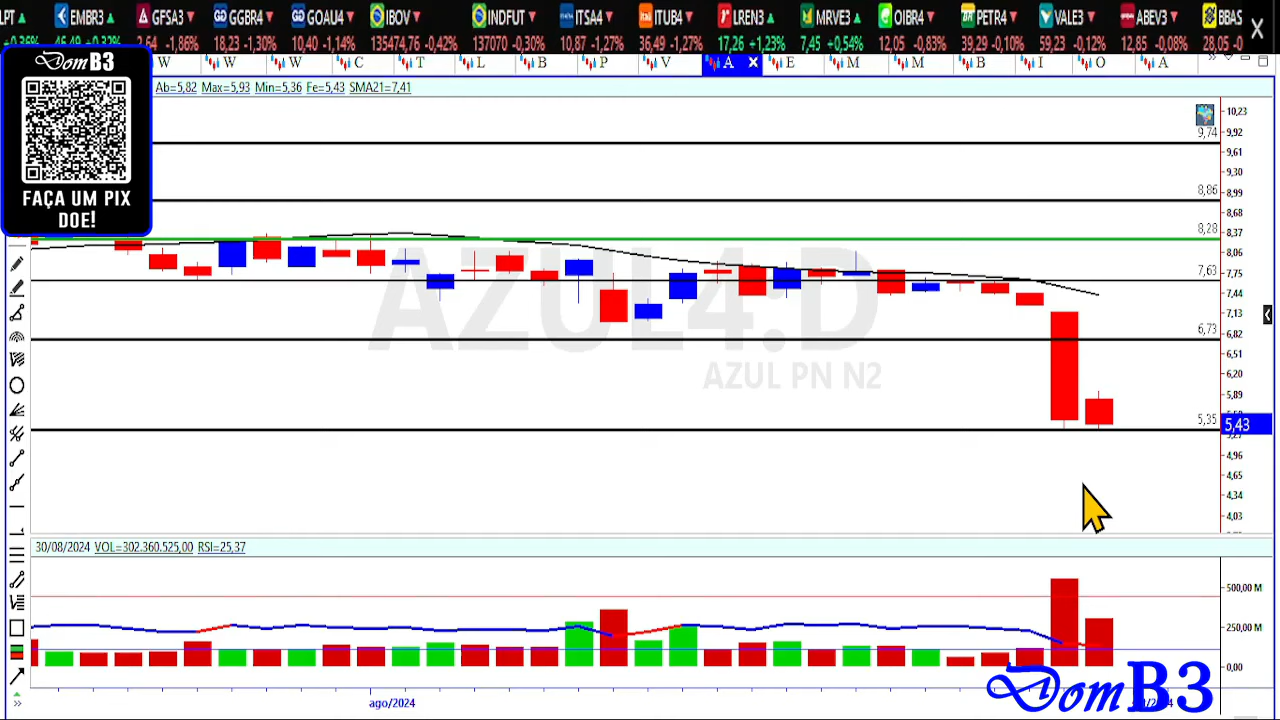 LPT EMBR3 GFSA3 GGBR4 GOAU4 IBOV INDFUT ITSA4 ITUB4 LREN3 MRVE3 OIBR4 PETR4 VALE3 ABEV3 BBAS
46,49 +0,32% 2,64 -1,86% 18,23 -1,30% 10,40 -1,14% 135474,76 -0,42% 137070 -0,30% 10,87 -1,27% 36,49 -1,27% 17,26 +1,23% 7,45 +0,54% 12,05 -0,83% 39,29 -0,10% 59,23 -0,12% 12,85 -0,08% 28,05
W W W C T L B P V A E M M B I O A
DomB3
FAÇA UM PIX
DOE!
Ab=5,82 Max=5,93 Min=5,36 Fe=5,43 SMA21=7,41
10,23
9,92
9,74
9,61
9,30
8,99
8,86
8,68
8,37
8,28
8,06
7,75
7,63
7,44
7,13
6,82
6,73
6,51
6,20
5,89
5,35
5,43
4,96
4,65
4,34
4,03
AZUL4:D
AZUL PN N2
30/08/2024 VOL=302.360.525,00 RSI=25,37
500,00 M
250,00 M
0,00
ago/2024
DomB3